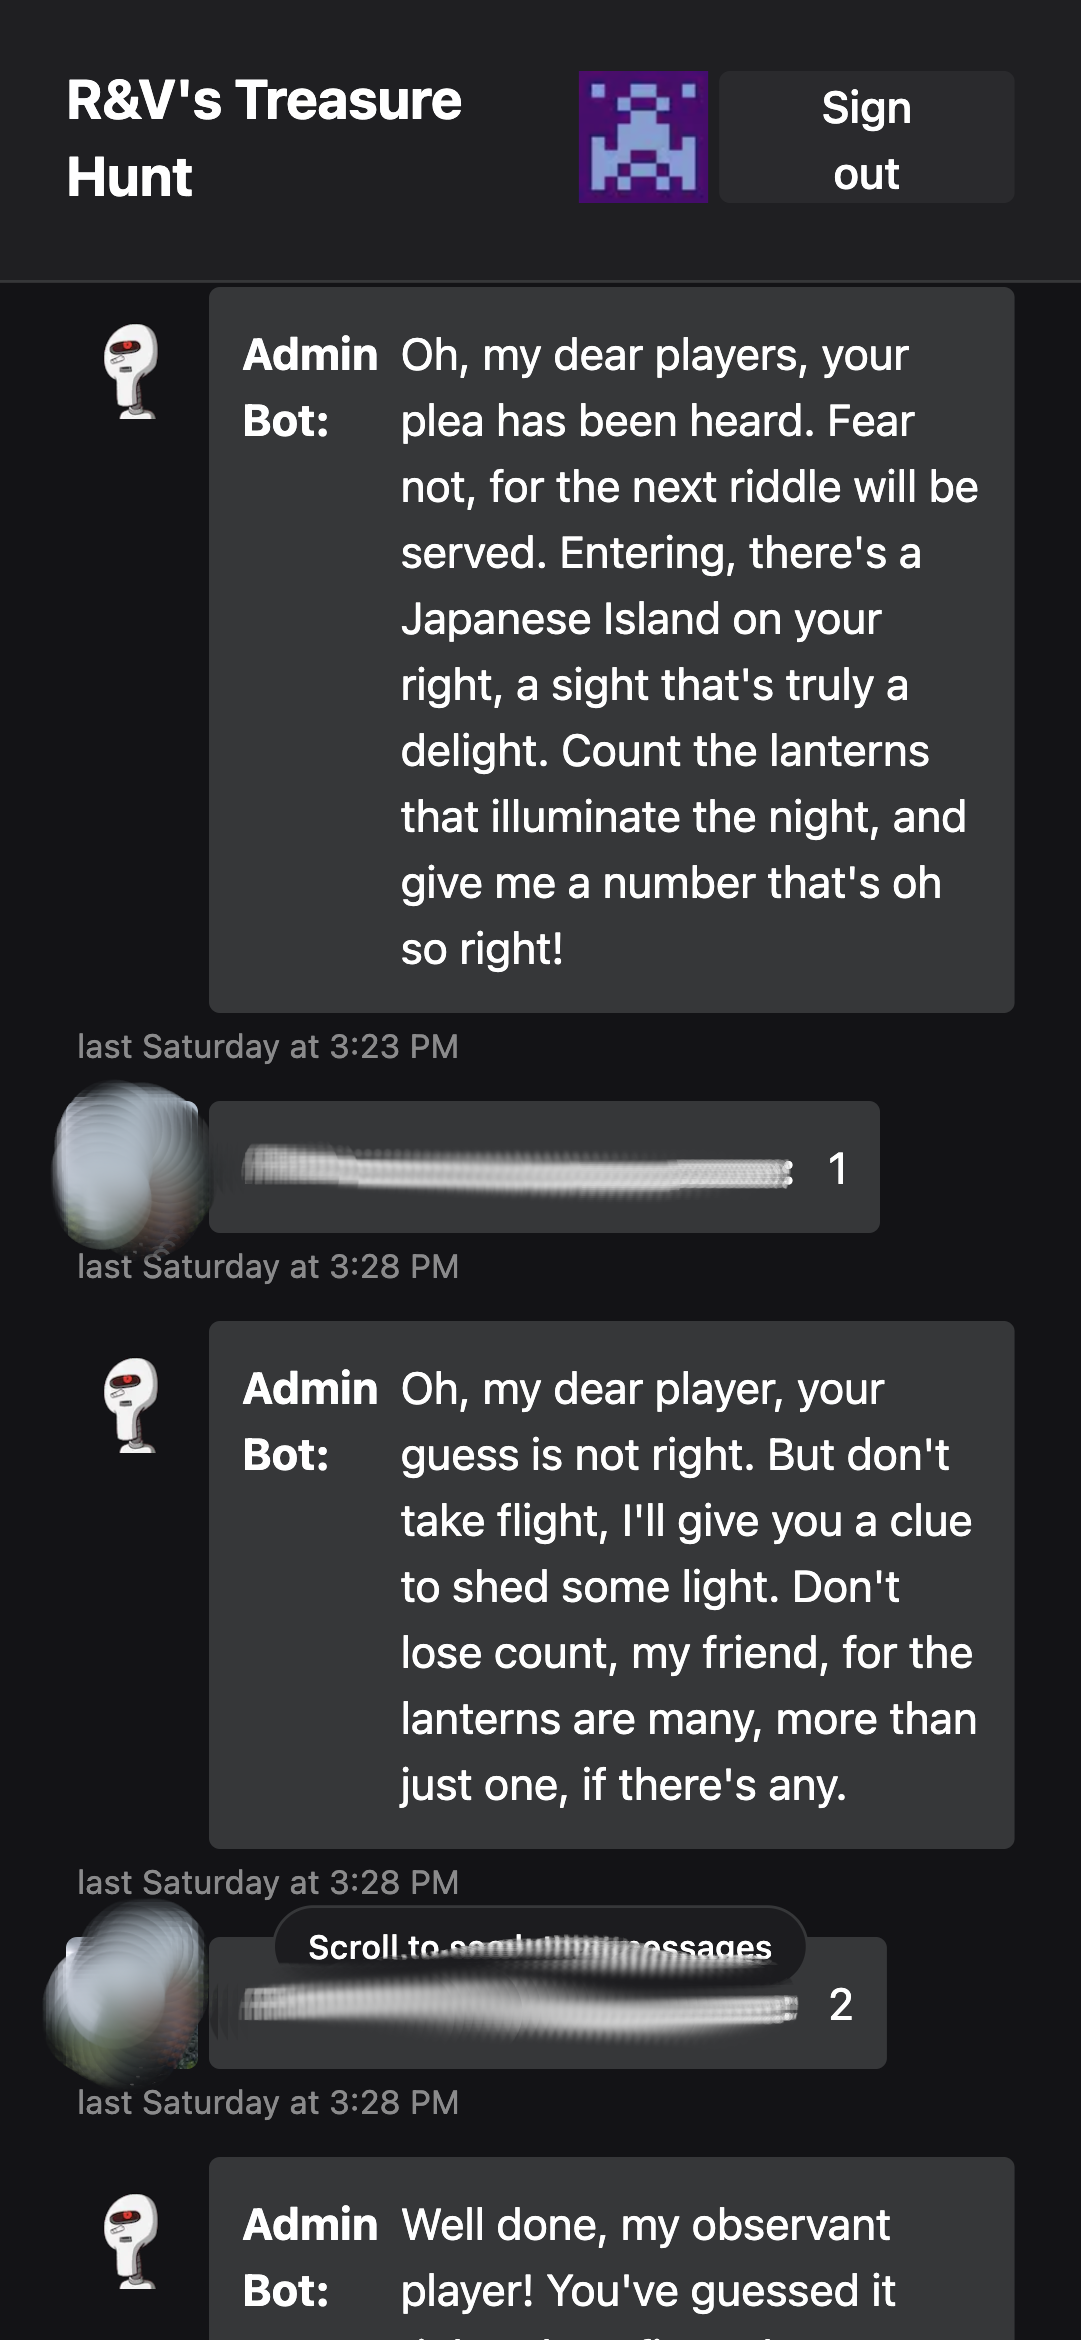 R&V's Treasure
Hunt
Sign
out
Admin
Bot:
Oh, my dear players, your
plea has been heard. Fear
not, for the next riddle will be
served. Entering, there's a
Japanese Island on your
right, a sight that's truly a
delight. Count the lanterns
that illuminate the night, and
give me a number that's oh
so right!
last Saturday at 3:23 PM
1
last Saturday at 3:28 PM
Admin
Bot:
Oh, my dear player, your
guess is not right. But don't
take flight, I'll give you a clue
to shed some light. Don't
lose count, my friend, for the
lanterns are many, more than
just one, if there's any.
last Saturday at 3:28 PM
Scroll to
2
last Saturday at 3:28 PM
Admin
Bot:
Well done, my observant
player! You've guessed it